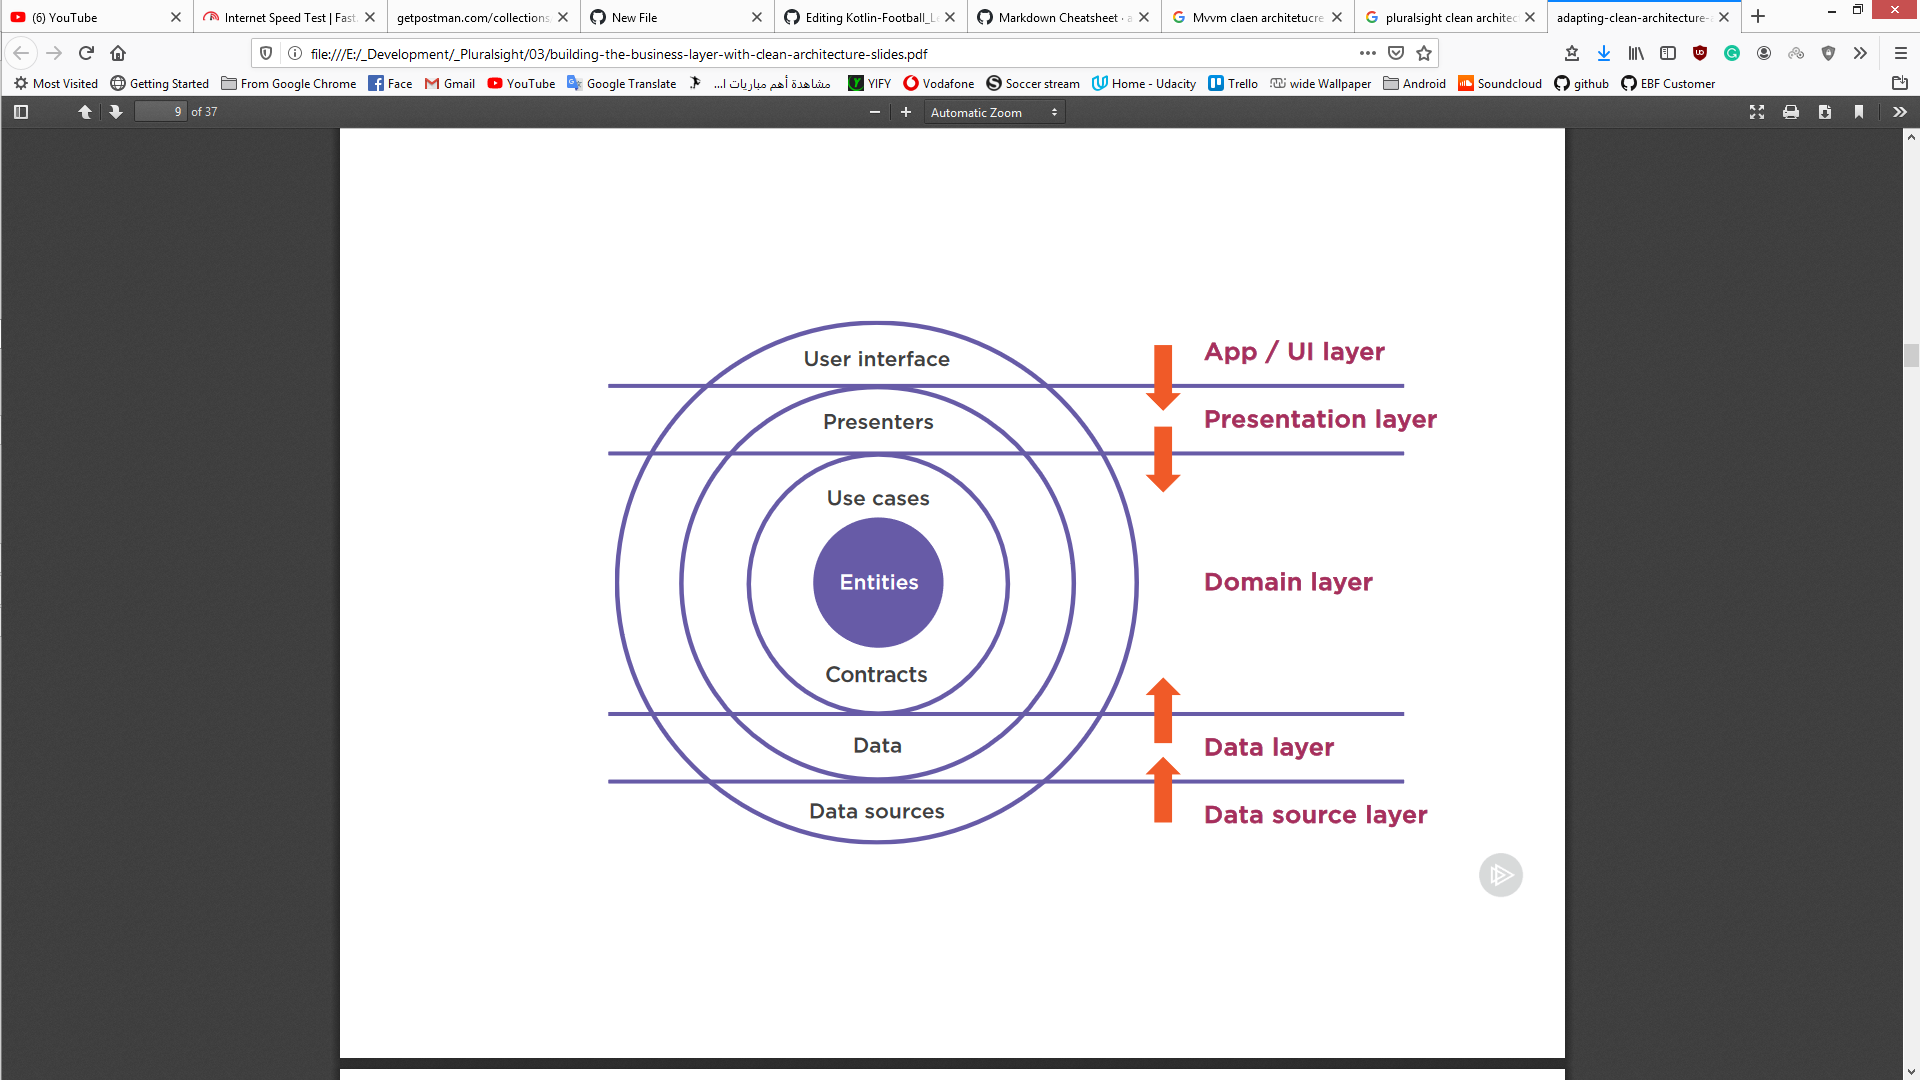 (6) YouTube
Internet Speed Test | Fast.
getpostman.com/collections
New File
Editing Kotlin-Football_Le
Markdown Cheatsheet · a
Mvvm claen architetucre
pluralsight clean architec
adapting-clean-architecture-a
file:///E:/_Development/_Pluralsight/03/building-the-business-layer-with-clean-architecture-slides.pdf
Most Visited
Getting Started
From Google Chrome
Face
Gmail
YouTube
Google Translate
مشاهدة أهم مباريات ا...
YIFY
Vodafone
Soccer stream
Home - Udacity
Trello
wide Wallpaper
Android
Soundcloud
github
EBF Customer
9 of 37
Automatic Zoom
User interface
App / UI layer
Presenters
Presentation layer
Use cases
Entities
Domain layer
Contracts
Data
Data layer
Data sources
Data source layer